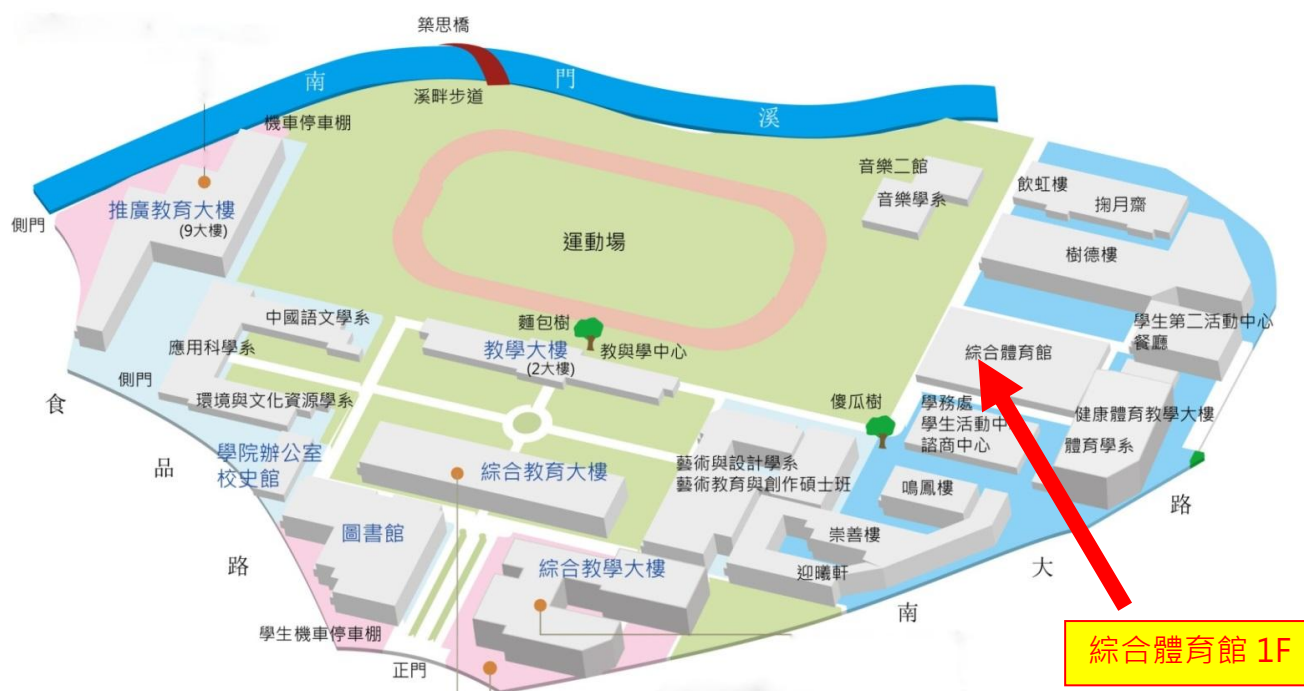 築思橋
南
門
溪
溪畔步道
機車停車棚
推廣教育大樓
(9大樓)
側門
音樂二館
音樂學系
飲虹樓
掬月齋
樹德樓
運動場
中國語文學系
應用科學系
側門
環境與文化資源學系
麵包樹
教學大樓
(2大樓)
教與學中心
綜合體育館
學生第二活動中心
餐廳
傻瓜樹
學務處
學生活動中
諮商中心
健康體育教學大樓
體育學系
食
品
路
學院辦公室
校史館
綜合教育大樓
藝術與設計學系
藝術教育與創作碩士班
鳴鳳樓
崇善樓
迎曦軒
圖書館
綜合教學大樓
學生機車停車棚
正門
南
大
路
綜合體育館 1F